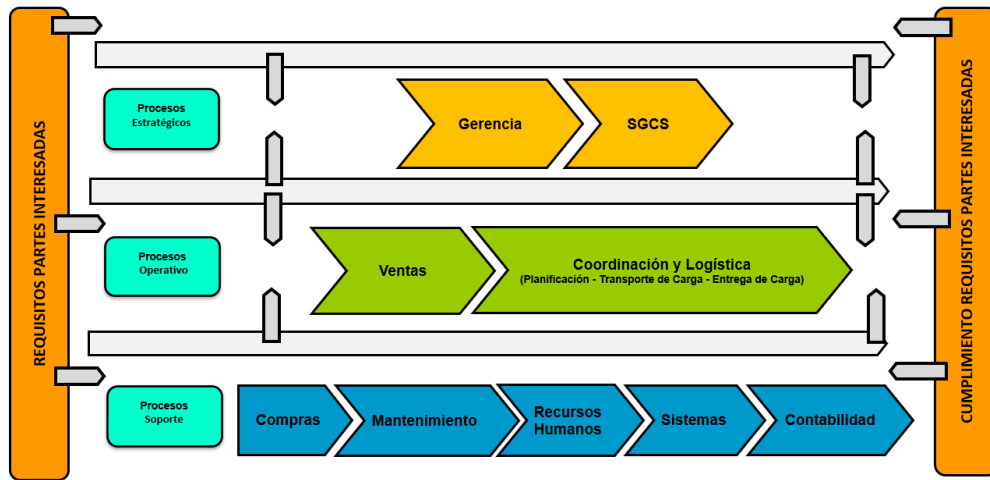 REQUISITOS PARTES INTERESADAS
Procesos
Estratégicos
Gerencia
SGCS
Procesos
Operativo
Ventas
Coordinación y Logística
(Planificación - Transporte de Carga - Entrega de Carga)
Procesos
Soporte
Compras
Mantenimiento
Recursos
Humanos
Sistemas
Contabilidad
CUMPLIMIENTO REQUISITOS PARTES INTERESADAS